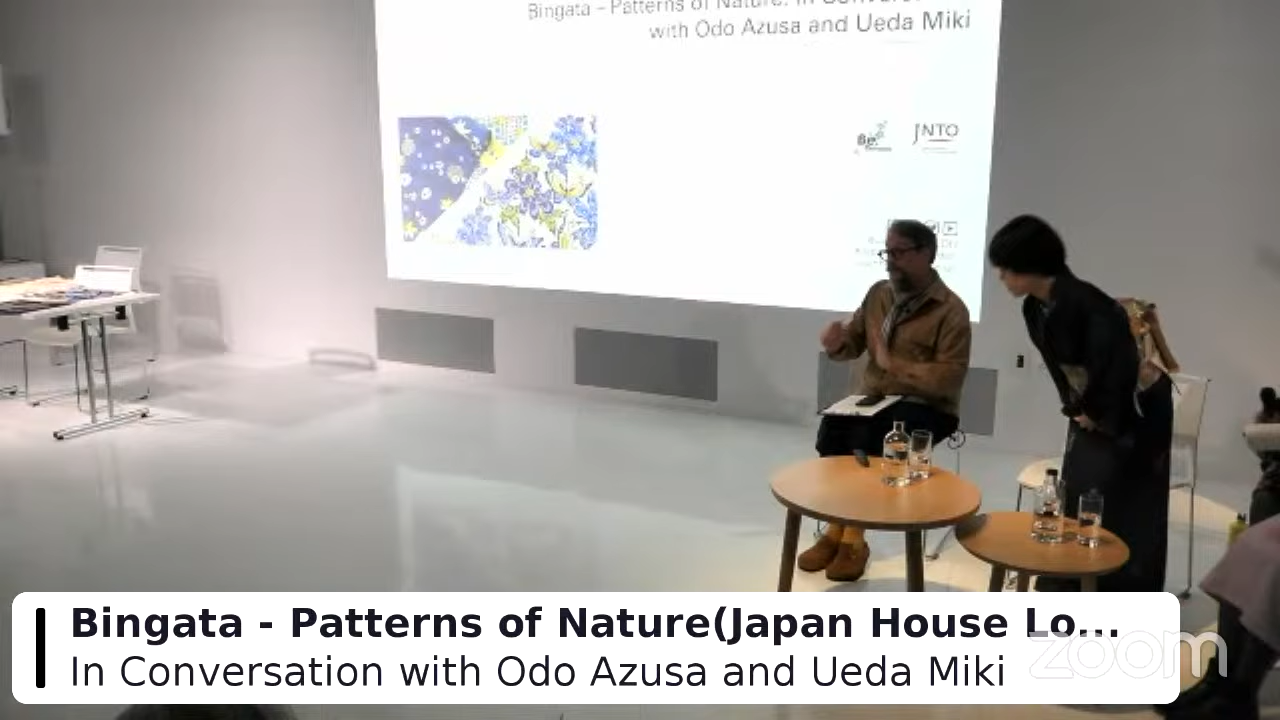 Bingata – Patterns of Nature: In
with Odo Azusa and Ueda Miki
Be.
JNTO
Bingata - Patterns of Nature(Japan House Lo...
In Conversation with Odo Azusa and Ueda Miki
zoom